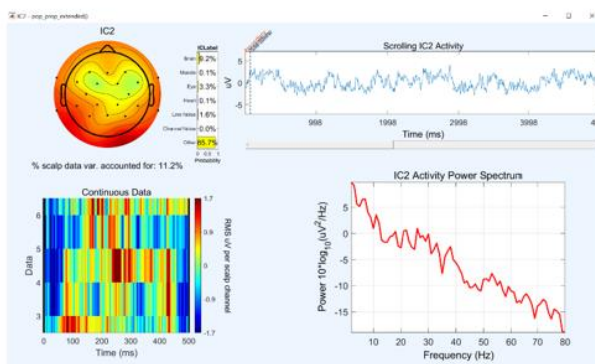 IC2 - pop_prop_extended()
IC2
ICLabel
Brain 9.2%
Muscle 0.1%
Eye 3.3%
Heart 0.1%
Line Noise 1.6%
Channel Noise 0.0%
Other 85.7%
0 0.5 1
Probability
% scalp data var. accounted for: 11.2%
Scrolling IC2 Activity
uV
5
0
-5
998 1998 2998 3998
Time (ms)
Continuous Data
Data
6
5
4
3
0 100 200 300 400 500
Time (ms)
1.7
0
-1.7
RMS uV per scalp channel
IC2 Activity Power Spectrum
Power 10*log10(uV2/Hz)
5
0
-5
-10
-15
10 20 30 40 50 60 70 80
Frequency (Hz)